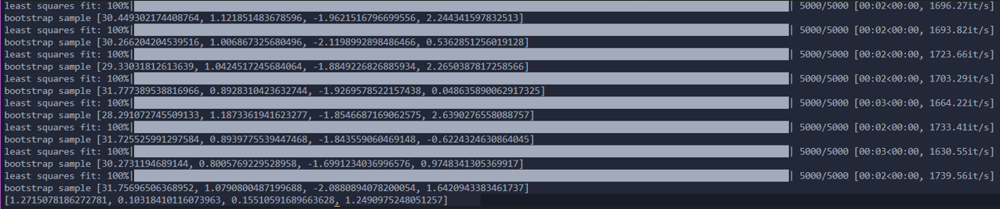 least squares fit: 100%|| 5000/5000 [00:02<00:00, 1696.27it/s]
bootstrap sample [30.449302174408764, 1.121851483678596, -1.9621516796699556, 2.244341597832513]
least squares fit: 100%|| 5000/5000 [00:02<00:00, 1693.82it/s]
bootstrap sample [30.266204204539516, 1.006867325680496, -2.1198992898486466, 0.5362851256019128]
least squares fit: 100%|| 5000/5000 [00:02<00:00, 1723.66it/s]
bootstrap sample [29.33031812613639, 1.0424517245684064, -1.8849226826885934, 2.2650387817258566]
least squares fit: 100%|| 5000/5000 [00:02<00:00, 1703.29it/s]
bootstrap sample [31.777389538816966, 0.8928310423632744, -1.9269578522157438, 0.048635890062917325]
least squares fit: 100%|| 5000/5000 [00:03<00:00, 1664.22it/s]
bootstrap sample [28.291072745509133, 1.1873361941623277, -1.8546687169062575, 2.6390276558088757]
least squares fit: 100%|| 5000/5000 [00:02<00:00, 1733.41it/s]
bootstrap sample [31.725525991297584, 0.8939775539447468, -1.843559060469148, -0.6224324630864045]
least squares fit: 100%|| 5000/5000 [00:03<00:00, 1630.55it/s]
bootstrap sample [30.2731194689144, 0.8005769229528958, -1.6991234036996576, 0.9748341305369917]
least squares fit: 100%|| 5000/5000 [00:02<00:00, 1739.56it/s]
bootstrap sample [31.75696506368952, 1.0790800487199688, -2.0880894078200054, 1.6420943383461737]
[1.2715078186272781, 0.10318410116073963, 0.15510591689663628, 1.2490975248051257]